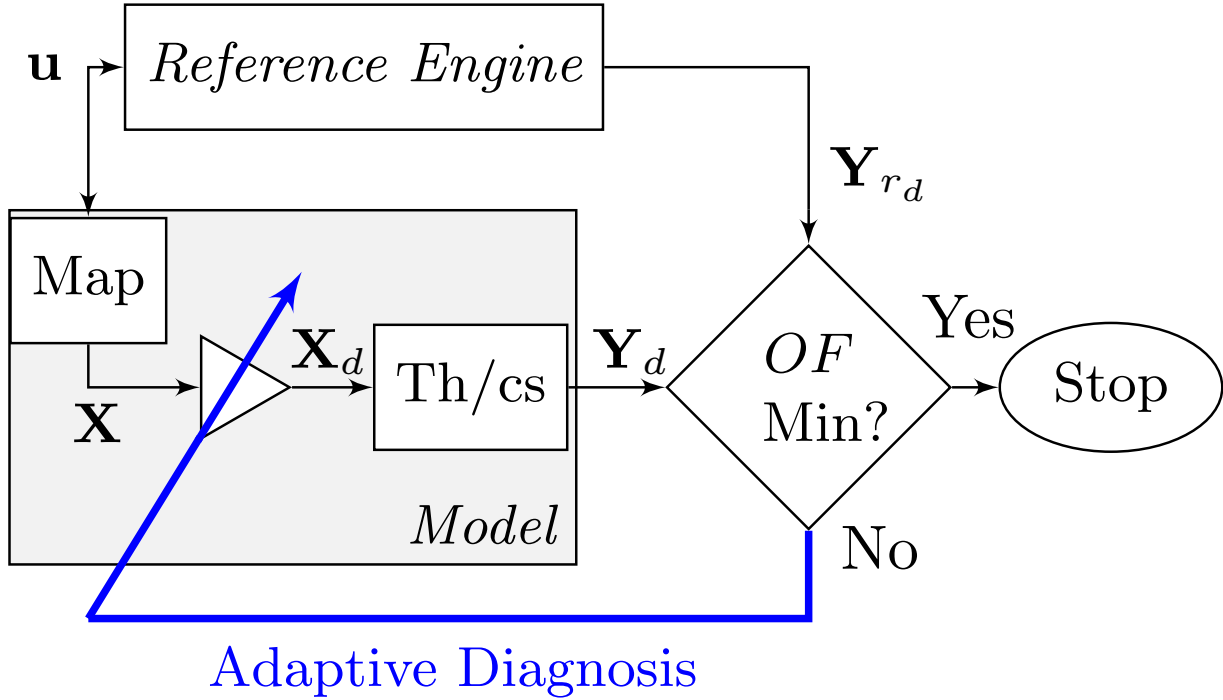 u
Reference Engine
Y_{r_d}
Map
Yes
X_d
Y_d
OF
Min?
Th/cs
Stop
X
Model
No
Adaptive Diagnosis